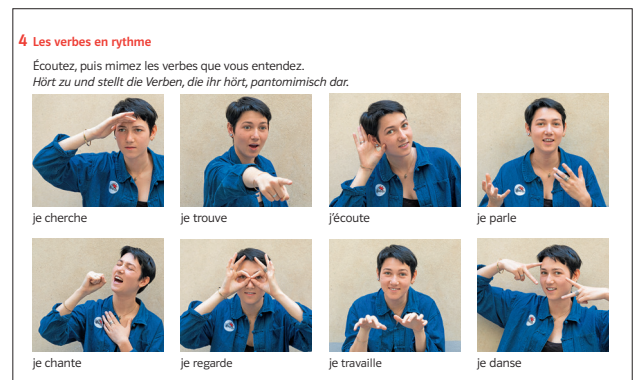 4 Les verbes en rythme
Écoutez, puis mimez les verbes que vous entendez.
Hört zu und stellt die Verben, die ihr hört, pantomimisch dar.
je cherche
je trouve
j'écoute
je parle
je chante
je regarde
je travaille
je danse